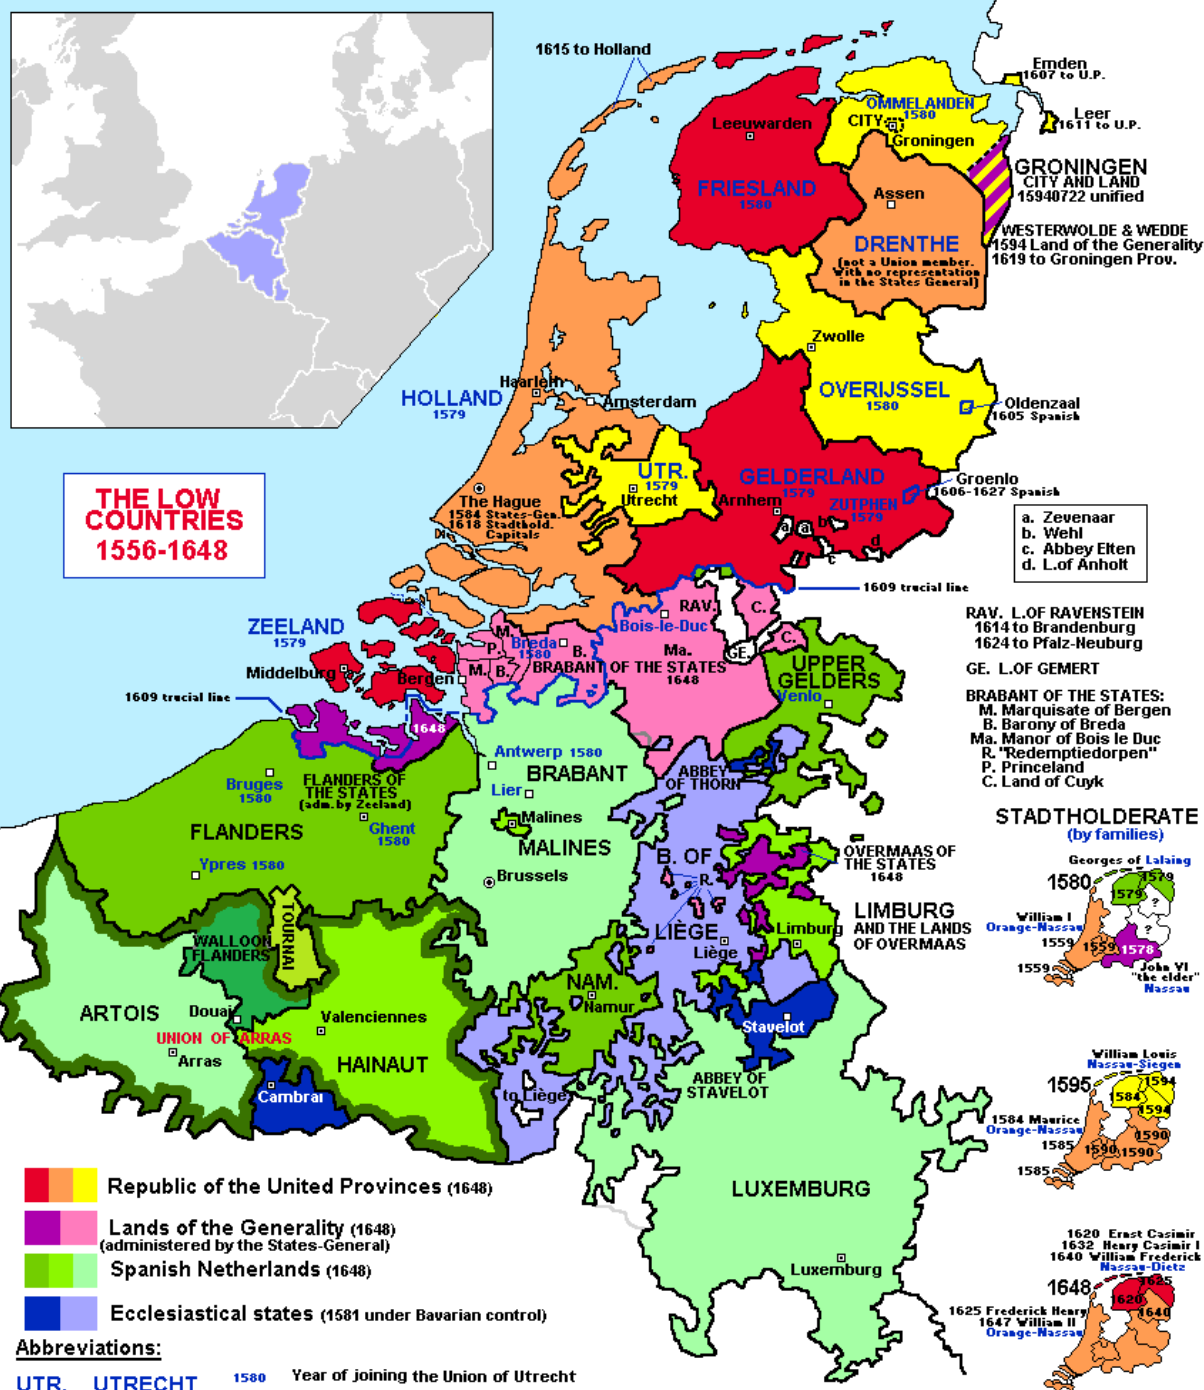 1615 to Holland
Emden
1607 to U.P.
Leer
1611 to U.P.
OMMELANDEN
1580
CITY
Groningen
Leeuwarden
FRIESLAND
1580
GRONINGEN
CITY AND LAND
15940722 unified
Assen
DRENTHE
(not a Union member.
With no representation
in the States General)
WESTERWOLDE & WEDDE
1594 Land of the Generality
1619 to Groningen Prov.
Zwolle
OVERIJSSEL
1580
Oldenzaal
1605 Spanish
HOLLAND
1579
Haarlem
Amsterdam
THE LOW
COUNTRIES
1556-1648
The Hague
1584 States-Gen.
1618 Stadthold.
Capitals
UTR.
1579
Utrecht
GELDERLAND
1579
Arnhem
ZUTPHEN
1579
Groenlo
1606-1627 Spanish
a
a
b
c
d
a. Zevenaar
b. Wehl
c. Abbey Elten
d. L.of Anholt
1609 trucial line
ZEELAND
1579
Middelburg
Bergen
1609 trucial line
1648
M.
P.
M.
B.
Breda
1580
B.
BRABANT
OF THE STATES
1648
Bois-le-Duc
RAV.
C.
C.
Ma.
GE.
UPPER
GELDERS
Venlo
RAV. L.OF RAVENSTEIN
1614 to Brandenburg
1624 to Pfalz-Neuburg
GE. L.OF GEMERT
BRABANT OF THE STATES:
M. Marquisate of Bergen
B. Barony of Breda
Ma. Manor of Bois le Duc
R. "Redemptiedorpen"
P. Princeland
C. Land of Cuyk
Bruges
1580
FLANDERS OF
THE STATES
(adm.by Zeeland)
FLANDERS
Ghent
1580
Ypres 1580
Antwerp 1580
BRABANT
Lier
Malines
MALINES
Brussels
ABBEY
OF THORN
B. OF
R.
LIÈGE
Liège
OVERMAAS OF
THE STATES
1648
Limburg
LIMBURG
AND THE LANDS
OF OVERMAAS
TOURNAI
WALLOON
FLANDERS
ARTOIS
Douai
UNION OF ARRAS
Arras
Valenciennes
HAINAUT
Cambrai
NAM.
Namur
Stavelot
ABBEY OF
STAVELOT
to Liège
LUXEMBURG
Luxemburg
STADTHOLDERATE
(by families)
Georges of Lalaing
1580
1579
1579
?
?
William I
Orange-Nassau
1559
1559
1578
1559
John VI
"the elder"
Nassau
William Louis
Nassau-Siegen
1595
1594
1584
1594
1584 Maurice
Orange-Nassau
1585
1590
1590
1590
1585
1620 Ernst Casimir
1632 Henry Casimir I
1640 William Frederick
Nassau-Dietz
1648
1625
1620
1640
1625 Frederick Henry
1647 William II
Orange-Nassau
Republic of the United Provinces (1648)
Lands of the Generality (1648)
(administered by the States-General)
Spanish Netherlands (1648)
Ecclesiastical states (1581 under Bavarian control)
Abbreviations:
UTR. UTRECHT
1580 Year of joining the Union of Utrecht